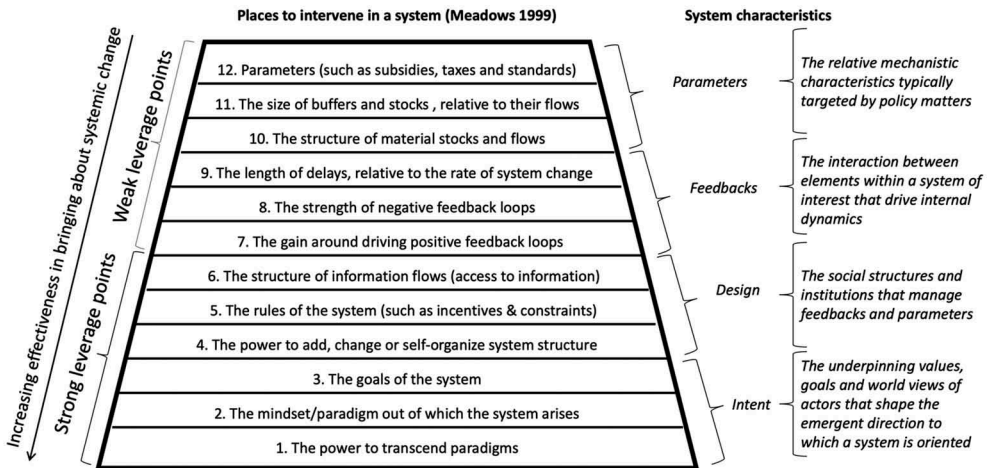 Places to intervene in a system (Meadows 1999)
System characteristics
Increasing effectiveness in bringing about systemic change
Weak leverage points
Strong leverage points
12. Parameters (such as subsidies, taxes and standards)
11. The size of buffers and stocks , relative to their flows
10. The structure of material stocks and flows
9. The length of delays, relative to the rate of system change
8. The strength of negative feedback loops
7. The gain around driving positive feedback loops
6. The structure of information flows (access to information)
5. The rules of the system (such as incentives & constraints)
4. The power to add, change or self-organize system structure
3. The goals of the system
2. The mindset/paradigm out of which the system arises
1. The power to transcend paradigms
Parameters
The relative mechanistic
characteristics typically
targeted by policy matters
Feedbacks
The interaction between
elements within a system of
interest that drive internal
dynamics
Design
The social structures and
institutions that manage
feedbacks and parameters
Intent
The underpinning values,
goals and world views of
actors that shape the
emergent direction to
which a system is oriented